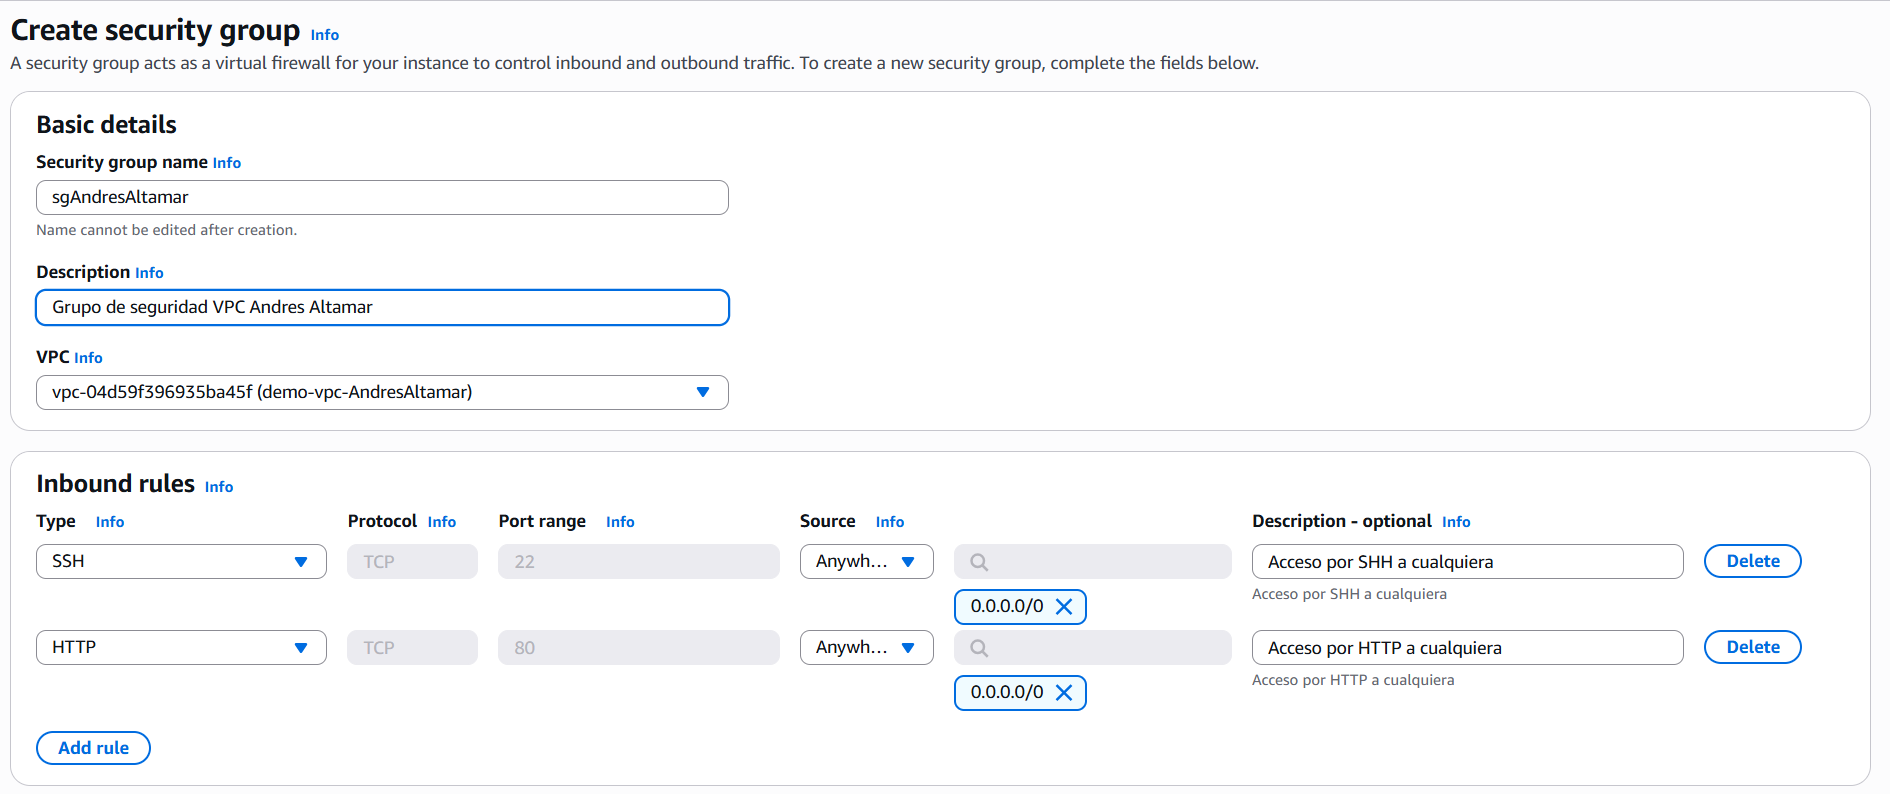 Create security group Info
A security group acts as a virtual firewall for your instance to control inbound and outbound traffic. To create a new security group, complete the fields below.
Basic details
Security group name Info
sgAndresAltamar
Name cannot be edited after creation.
Description Info
Grupo de seguridad VPC Andres Altamar
VPC Info
vpc-04d59f396935ba45f (demo-vpc-AndresAltamar)
Inbound rules Info
Type Info Protocol Info Port range Info Source Info Description - optional Info
SSH TCP 22 Anywh... Acceso por SHH a cualquiera Delete
Acceso por SHH a cualquiera
0.0.0.0/0
HTTP TCP 80 Anywh... Acceso por HTTP a cualquiera Delete
Acceso por HTTP a cualquiera
0.0.0.0/0
Add rule